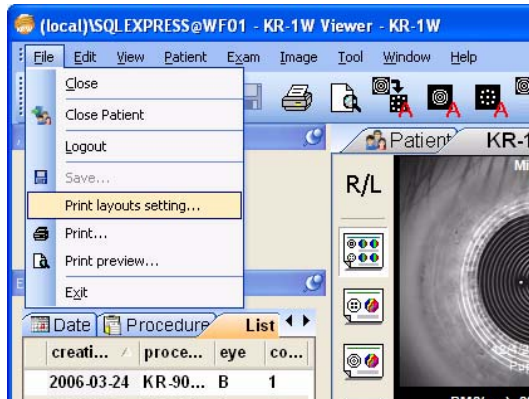 (local)\SQLEXPRESS@WF01 - KR-1W Viewer - KR-1W
File Edit View Patient Exam Image Tool Window Help
Close
Close Patient
Logout
Save...
Print layouts setting...
Print...
Print preview...
Exit
Patient KR-1
R/L
Mi
Date Procedure List
creati... proce... eye co...
2006-03-24 KR-90... B 1